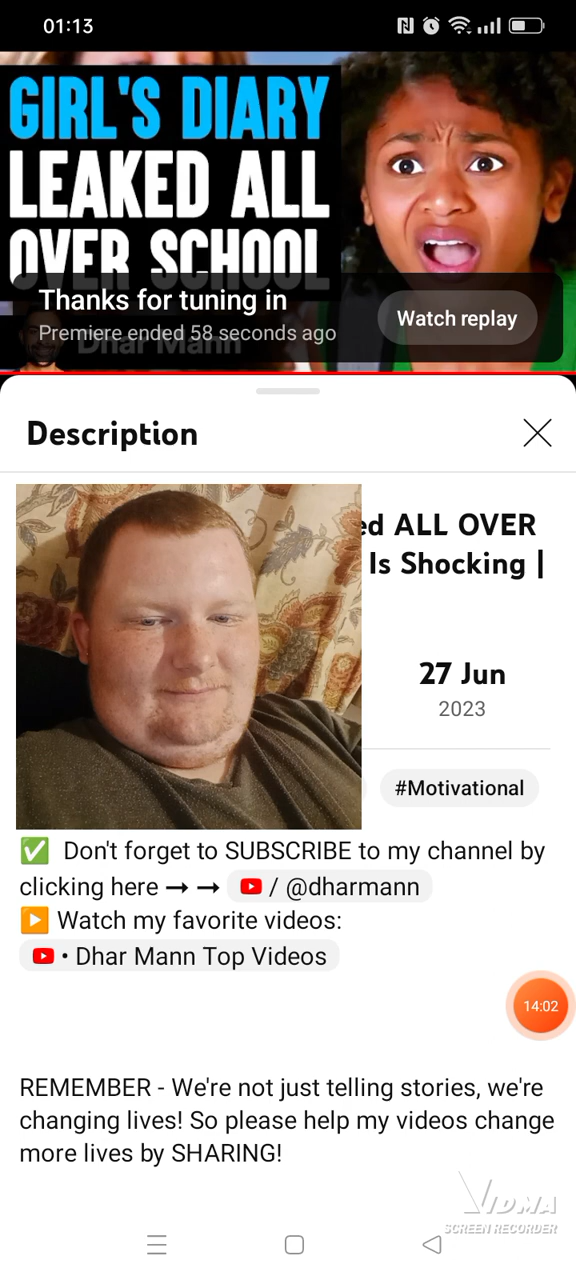 01:13
GIRL'S DIARY
LEAKED ALL
OVER SCHOOL
Thanks for tuning in
Premiere ended 58 seconds ago
Watch replay
Dhar Mann
Description
ed ALL OVER
Is Shocking |
27 Jun
2023
#Motivational
✅ Don't forget to SUBSCRIBE to my channel by
clicking here ➞ ➞ / @dharmann
▶️ Watch my favorite videos:
• Dhar Mann Top Videos
14:02
REMEMBER - We're not just telling stories, we're
changing lives! So please help my videos change
more lives by SHARING!
VIDMA
SCREEN RECORDER